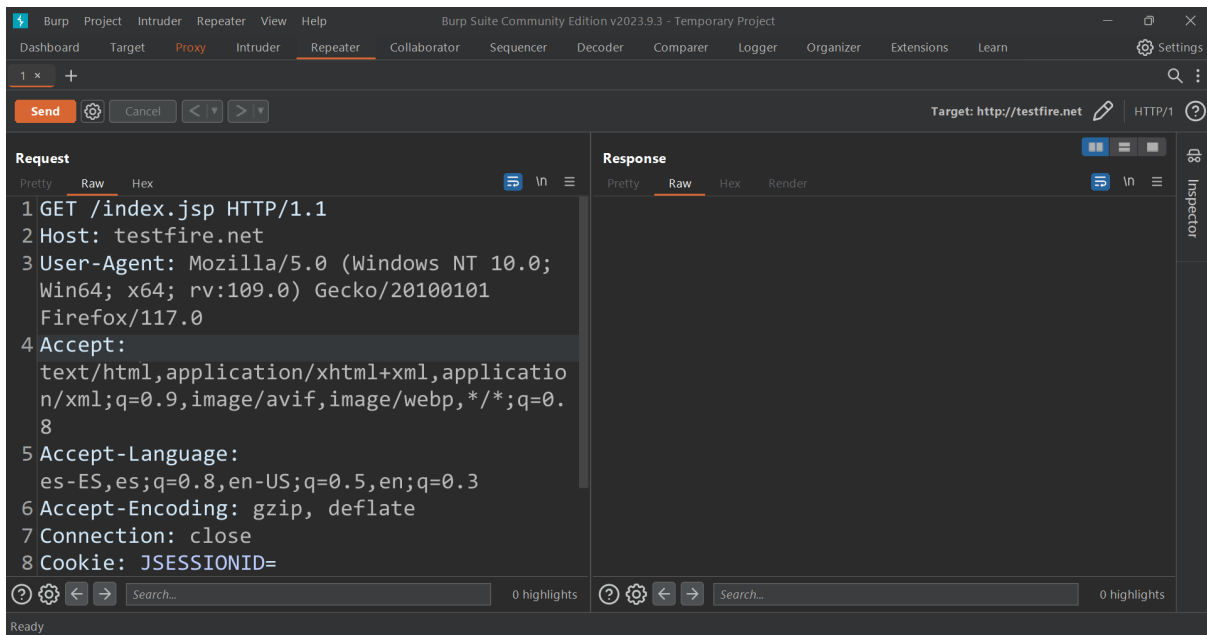 Burp Project Intruder Repeater View Help Burp Suite Community Edition v2023.9.3 - Temporary Project
Dashboard Target Proxy Intruder Repeater Collaborator Sequencer Decoder Comparer Logger Organizer Extensions Learn Settings
1 × +
Send Cancel < > Target: http://testfire.net HTTP/1 ?
Request
Pretty Raw Hex \n
1 GET /index.jsp HTTP/1.1
2 Host: testfire.net
3 User-Agent: Mozilla/5.0 (Windows NT 10.0;
Win64; x64; rv:109.0) Gecko/20100101
Firefox/117.0
4 Accept:
text/html,application/xhtml+xml,applicatio
n/xml;q=0.9,image/avif,image/webp,*/*;q=0.
8
5 Accept-Language:
es-ES,es;q=0.8,en-US;q=0.5,en;q=0.3
6 Accept-Encoding: gzip, deflate
7 Connection: close
8 Cookie: JSESSIONID=
? Search... 0 highlights
Response
Pretty Raw Hex Render \n
? Search... 0 highlights
Inspector
Ready